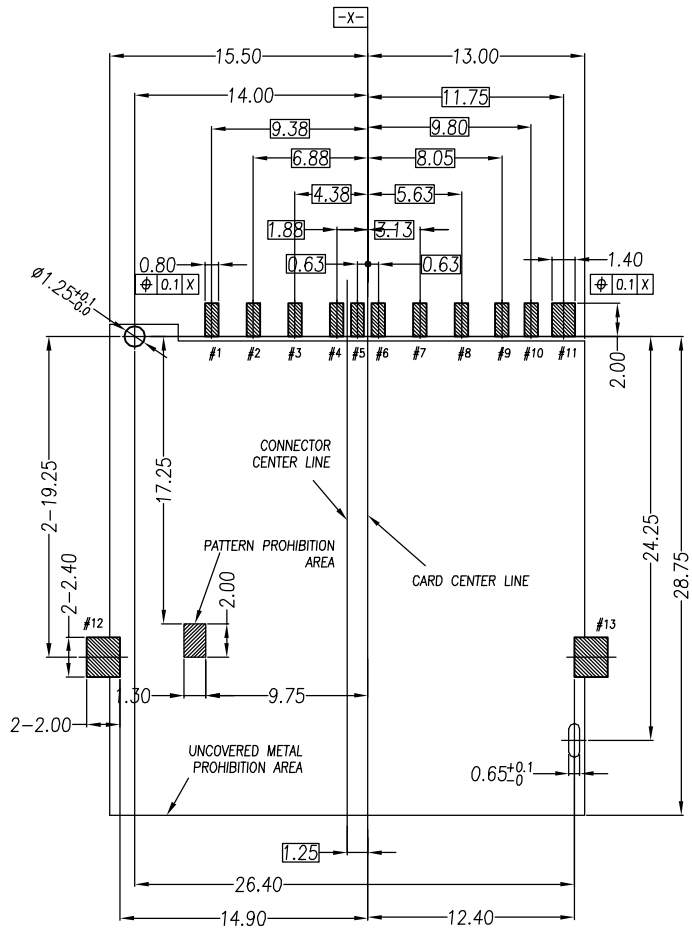 -X-
15.50 13.00
14.00 11.75
9.38 9.80
6.88 8.05
4.38 5.63
1.88 3.13
0.80 0.63 0.63 1.40
⌖ 0.1 X ⌖ 0.1 X
Ø1.25+0.1 -0.0
2.00
#1 #2 #3 #4 #5 #6 #7 #8 #9 #10 #11
CONNECTOR
CENTER LINE
2-19.25 17.25
24.25 28.75
PATTERN PROHIBITION
AREA
CARD CENTER LINE
2-2.40 2.00
#12 #13
1.30 9.75
2-2.00
UNCOVERED METAL
PROHIBITION AREA
0.65+0.1 -0
1.25
26.40
14.90 12.40